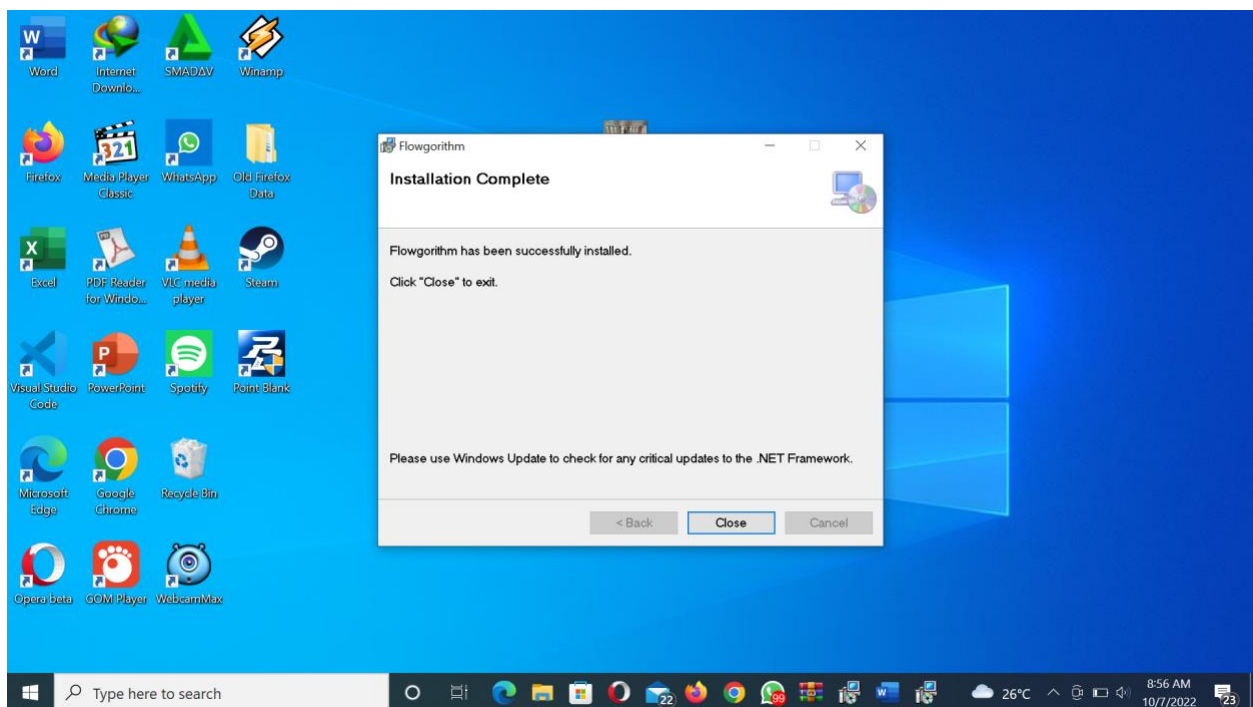 W
Word
Internet
Downlo...
SMADΔV
Winamp
Firefox
321
Media Player
Classic
WhatsApp
Old Firefox
Data
X
Excel
PDF Reader
for Windo...
VLC media
player
Steam
Visual Studio
Code
P
PowerPoint
Spotify
Point Blank
Microsoft
Edge
Google
Chrome
Recycle Bin
Opera beta
GOM Player
WebcamMax
Flowgorithm
Installation Complete
Flowgorithm has been successfully installed.
Click "Close" to exit.
Please use Windows Update to check for any critical updates to the .NET Framework.
< Back
Close
Cancel
Type here to search
22
99
W
26°C
8:56 AM
10/7/2022
23